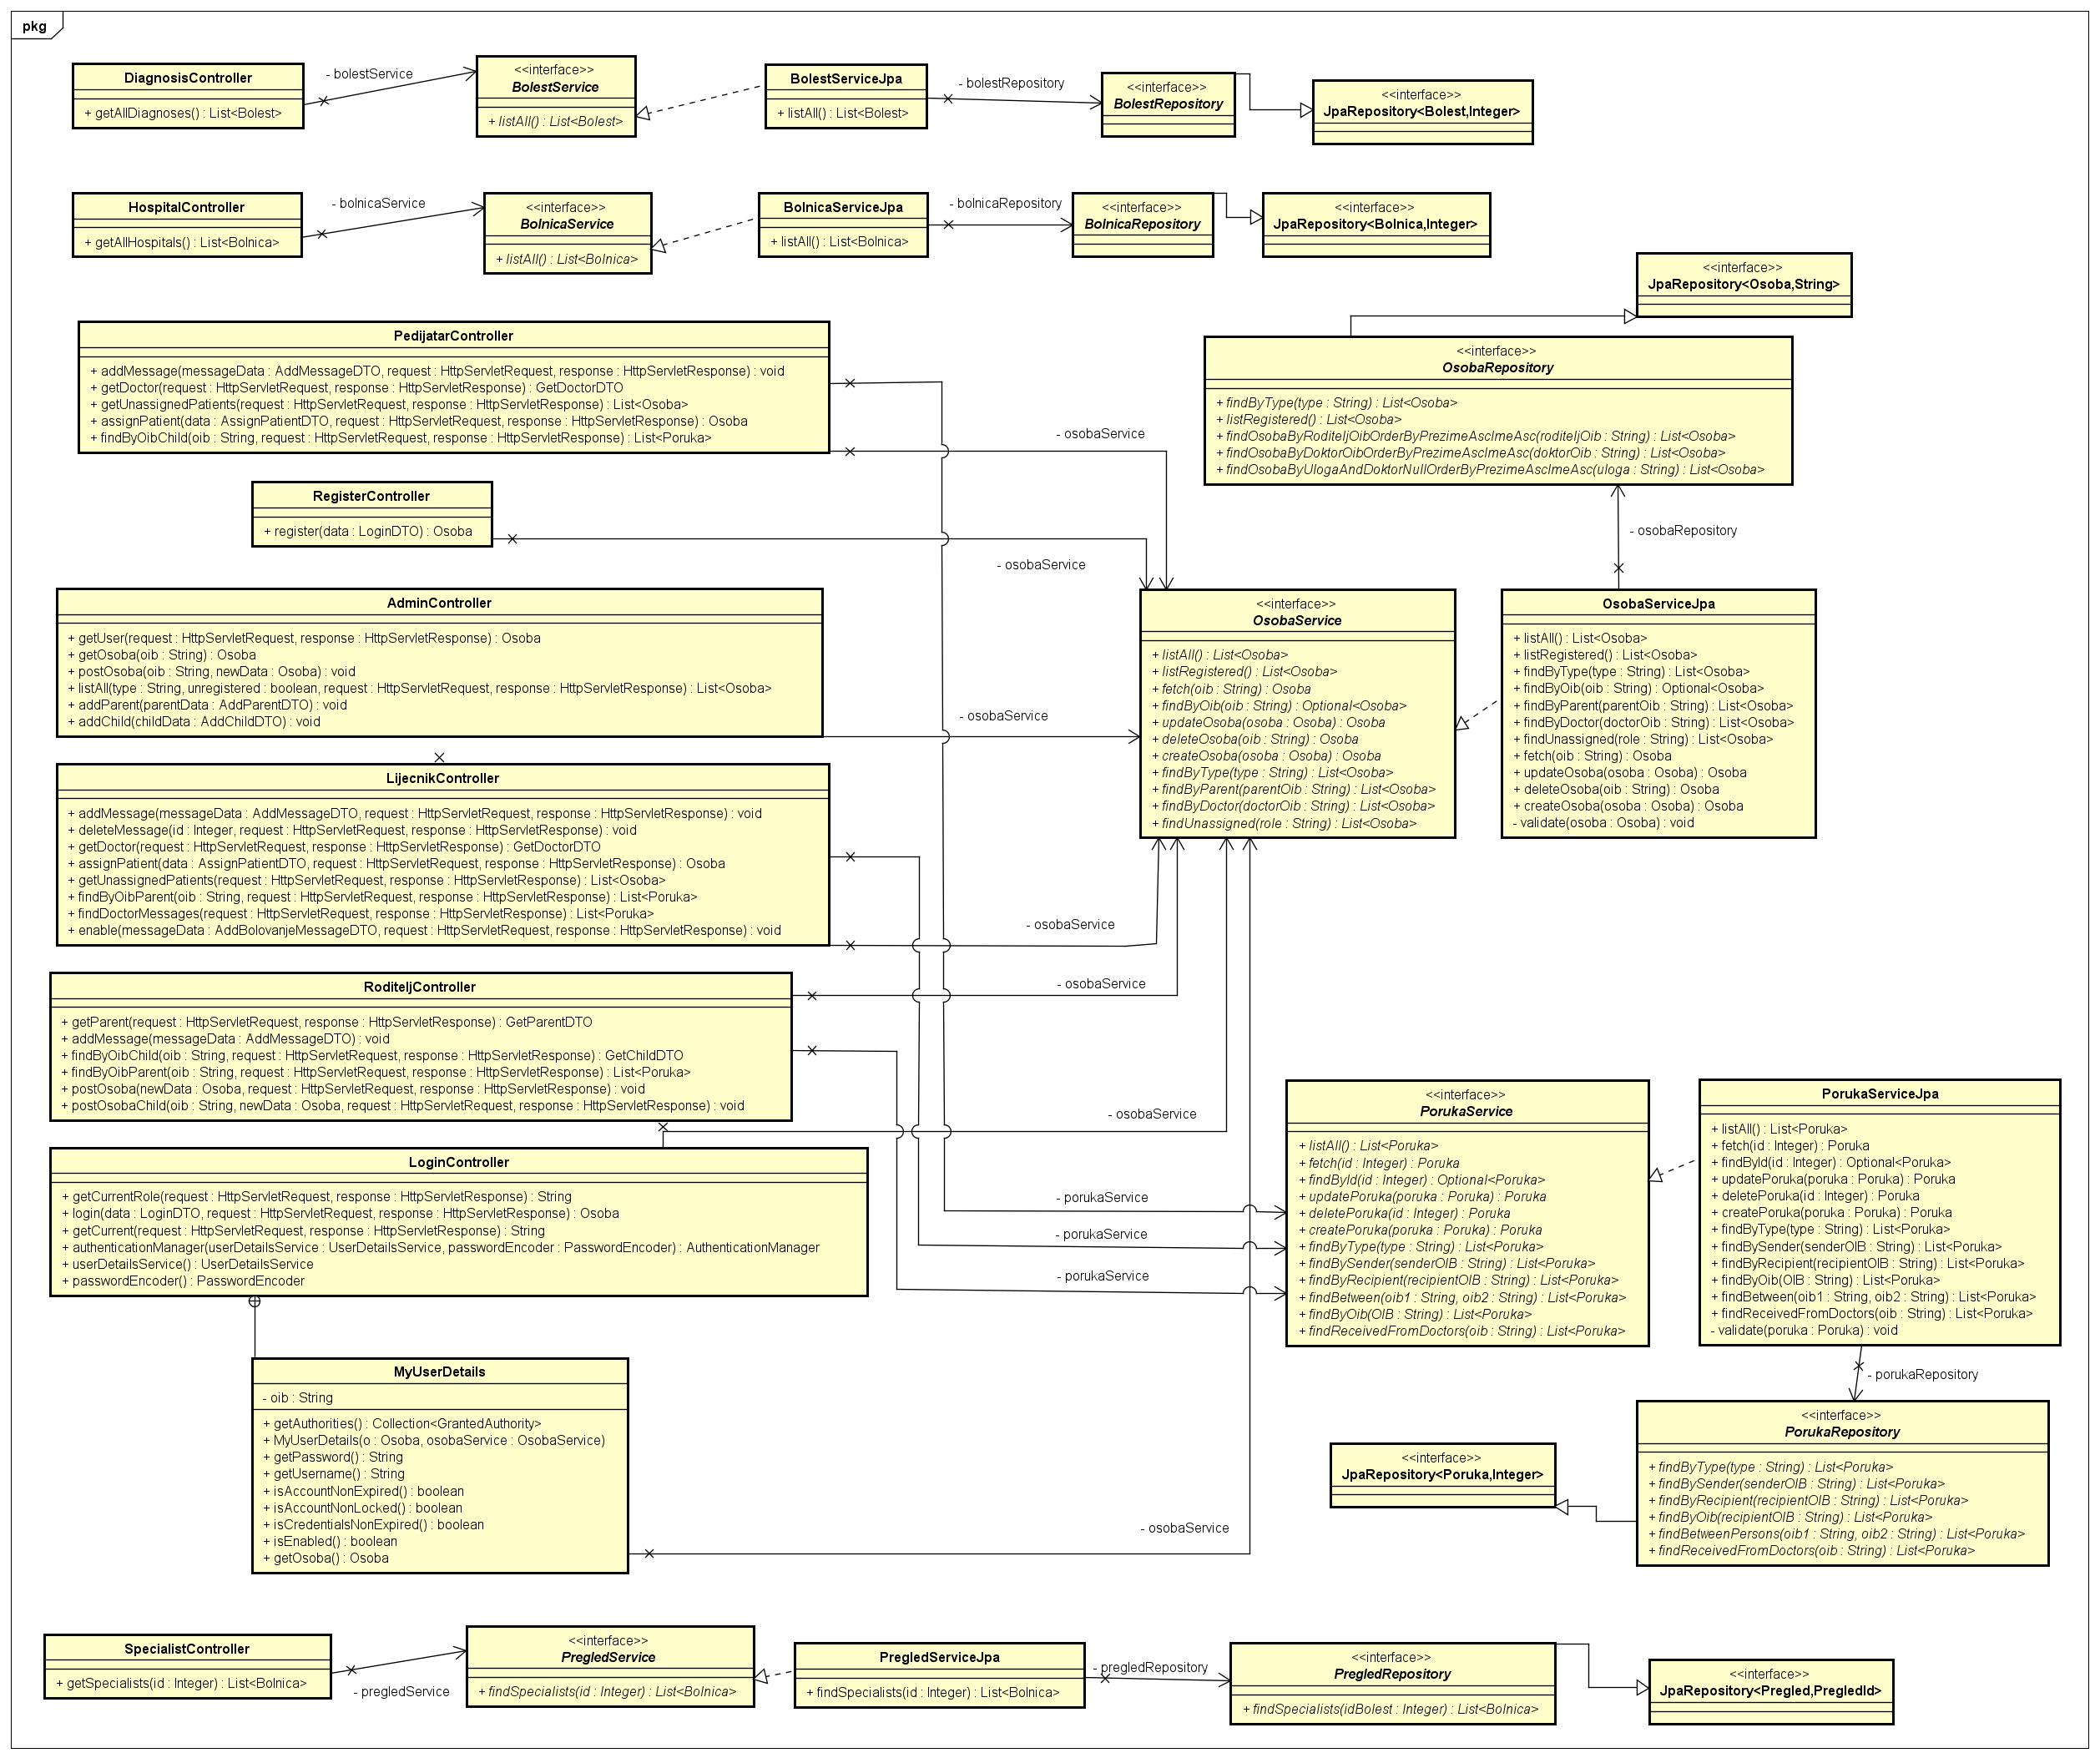 pkg
DiagnosisController
+ getAllDiagnoses() : List<Bolest>
- bolestService
<<interface>>
BolestService
+ listAll() : List<Bolest>
BolestServiceJpa
+ listAll() : List<Bolest>
- bolestRepository
<<interface>>
BolestRepository
<<interface>>
JpaRepository<Bolest,Integer>
HospitalController
+ getAllHospitals() : List<Bolnica>
- bolnicaService
<<interface>>
BolnicaService
+ listAll() : List<Bolnica>
BolnicaServiceJpa
+ listAll() : List<Bolnica>
- bolnicaRepository
<<interface>>
BolnicaRepository
<<interface>>
JpaRepository<Bolnica,Integer>
<<interface>>
JpaRepository<Osoba,String>
PedijatarController
+ addMessage(messageData : AddMessageDTO, request : HttpServletRequest, response : HttpServletResponse) : void
+ getDoctor(request : HttpServletRequest, response : HttpServletResponse) : GetDoctorDTO
+ getUnassignedPatients(request : HttpServletRequest, response : HttpServletResponse) : List<Osoba>
+ assignPatient(data : AssignPatientDTO, request : HttpServletRequest, response : HttpServletResponse) : Osoba
+ findByOibChild(oib : String, request : HttpServletRequest, response : HttpServletResponse) : List<Poruka>
- osobaService
<<interface>>
OsobaRepository
+ findByType(type : String) : List<Osoba>
+ listRegistered() : List<Osoba>
+ findOsobaByRoditeljOibOrderByPrezimeAscImeAsc(roditeljOib : String) : List<Osoba>
+ findOsobaByDoktorOibOrderByPrezimeAscImeAsc(doktorOib : String) : List<Osoba>
+ findOsobaByUlogaAndDoktorNullOrderByPrezimeAscImeAsc(uloga : String) : List<Osoba>
RegisterController
+ register(data : LoginDTO) : Osoba
- osobaService
- osobaRepository
AdminController
+ getUser(request : HttpServletRequest, response : HttpServletResponse) : Osoba
+ getOsoba(oib : String) : Osoba
+ postOsoba(oib : String, newData : Osoba) : void
+ listAll(type : String, unregistered : boolean, request : HttpServletRequest, response : HttpServletResponse) : List<Osoba>
+ addParent(parentData : AddParentDTO) : void
+ addChild(childData : AddChildDTO) : void
- osobaService
<<interface>>
OsobaService
+ listAll() : List<Osoba>
+ listRegistered() : List<Osoba>
+ fetch(oib : String) : Osoba
+ findByOib(oib : String) : Optional<Osoba>
+ updateOsoba(osoba : Osoba) : Osoba
+ deleteOsoba(oib : String) : Osoba
+ createOsoba(osoba : Osoba) : Osoba
+ findByType(type : String) : List<Osoba>
+ findByParent(parentOib : String) : List<Osoba>
+ findByDoctor(doctorOib : String) : List<Osoba>
+ findUnassigned(role : String) : List<Osoba>
OsobaServiceJpa
+ listAll() : List<Osoba>
+ listRegistered() : List<Osoba>
+ findByType(type : String) : List<Osoba>
+ findByOib(oib : String) : Optional<Osoba>
+ findByParent(parentOib : String) : List<Osoba>
+ findByDoctor(doctorOib : String) : List<Osoba>
+ findUnassigned(role : String) : List<Osoba>
+ fetch(oib : String) : Osoba
+ updateOsoba(osoba : Osoba) : Osoba
+ deleteOsoba(oib : String) : Osoba
+ createOsoba(osoba : Osoba) : Osoba
- validate(osoba : Osoba) : void
LijecnikController
+ addMessage(messageData : AddMessageDTO, request : HttpServletRequest, response : HttpServletResponse) : void
+ deleteMessage(id : Integer, request : HttpServletRequest, response : HttpServletResponse) : void
+ getDoctor(request : HttpServletRequest, response : HttpServletResponse) : GetDoctorDTO
+ assignPatient(data : AssignPatientDTO, request : HttpServletRequest, response : HttpServletResponse) : Osoba
+ getUnassignedPatients(request : HttpServletRequest, response : HttpServletResponse) : List<Osoba>
+ findByOibParent(oib : String, request : HttpServletRequest, response : HttpServletResponse) : List<Poruka>
+ findDoctorMessages(request : HttpServletRequest, response : HttpServletResponse) : List<Poruka>
+ enable(messageData : AddBolovanjeMessageDTO, request : HttpServletRequest, response : HttpServletResponse) : void
- osobaService
RoditeljController
+ getParent(request : HttpServletRequest, response : HttpServletResponse) : GetParentDTO
+ addMessage(messageData : AddMessageDTO) : void
+ findByOibChild(oib : String, request : HttpServletRequest, response : HttpServletResponse) : GetChildDTO
+ findByOibParent(oib : String, request : HttpServletRequest, response : HttpServletResponse) : List<Poruka>
+ postOsoba(newData : Osoba, request : HttpServletRequest, response : HttpServletResponse) : void
+ postOsobaChild(oib : String, newData : Osoba, request : HttpServletRequest, response : HttpServletResponse) : void
- osobaService
- osobaService
LoginController
+ getCurrentRole(request : HttpServletRequest, response : HttpServletResponse) : String
+ login(data : LoginDTO, request : HttpServletRequest, response : HttpServletResponse) : Osoba
+ getCurrent(request : HttpServletRequest, response : HttpServletResponse) : String
+ authenticationManager(userDetailsService : UserDetailsService, passwordEncoder : PasswordEncoder) : AuthenticationManager
+ userDetailsService() : UserDetailsService
+ passwordEncoder() : PasswordEncoder
- porukaService
- porukaService
- porukaService
<<interface>>
PorukaService
+ listAll() : List<Poruka>
+ fetch(id : Integer) : Poruka
+ findById(id : Integer) : Optional<Poruka>
+ updatePoruka(poruka : Poruka) : Poruka
+ deletePoruka(id : Integer) : Poruka
+ createPoruka(poruka : Poruka) : Poruka
+ findByType(type : String) : List<Poruka>
+ findBySender(senderOIB : String) : List<Poruka>
+ findByRecipient(recipientOIB : String) : List<Poruka>
+ findBetween(oib1 : String, oib2 : String) : List<Poruka>
+ findByOib(OIB : String) : List<Poruka>
+ findReceivedFromDoctors(oib : String) : List<Poruka>
PorukaServiceJpa
+ listAll() : List<Poruka>
+ fetch(id : Integer) : Poruka
+ findById(id : Integer) : Optional<Poruka>
+ updatePoruka(poruka : Poruka) : Poruka
+ deletePoruka(id : Integer) : Poruka
+ createPoruka(poruka : Poruka) : Poruka
+ findByType(type : String) : List<Poruka>
+ findBySender(senderOIB : String) : List<Poruka>
+ findByRecipient(recipientOIB : String) : List<Poruka>
+ findByOib(OIB : String) : List<Poruka>
+ findBetween(oib1 : String, oib2 : String) : List<Poruka>
+ findReceivedFromDoctors(oib : String) : List<Poruka>
- validate(poruka : Poruka) : void
- porukaRepository
MyUserDetails
- oib : String
+ getAuthorities() : Collection<GrantedAuthority>
+ MyUserDetails(o : Osoba, osobaService : OsobaService)
+ getPassword() : String
+ getUsername() : String
+ isAccountNonExpired() : boolean
+ isAccountNonLocked() : boolean
+ isCredentialsNonExpired() : boolean
+ isEnabled() : boolean
+ getOsoba() : Osoba
- osobaService
<<interface>>
JpaRepository<Poruka,Integer>
<<interface>>
PorukaRepository
+ findByType(type : String) : List<Poruka>
+ findBySender(senderOIB : String) : List<Poruka>
+ findByRecipient(recipientOIB : String) : List<Poruka>
+ findByOib(recipientOIB : String) : List<Poruka>
+ findBetweenPersons(oib1 : String, oib2 : String) : List<Poruka>
+ findReceivedFromDoctors(oib : String) : List<Poruka>
SpecialistController
+ getSpecialists(id : Integer) : List<Bolnica>
- pregledService
<<interface>>
PregledService
+ findSpecialists(id : Integer) : List<Bolnica>
PregledServiceJpa
+ findSpecialists(id : Integer) : List<Bolnica>
- pregledRepository
<<interface>>
PregledRepository
+ findSpecialists(idBolest : Integer) : List<Bolnica>
<<interface>>
JpaRepository<Pregled,PregledId>